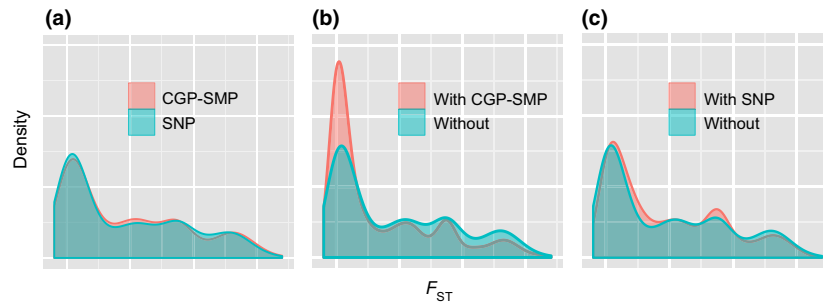 (a)
(b)
(c)
CGP-SMP
SNP
With CGP-SMP
Without
With SNP
Without
Density
FST